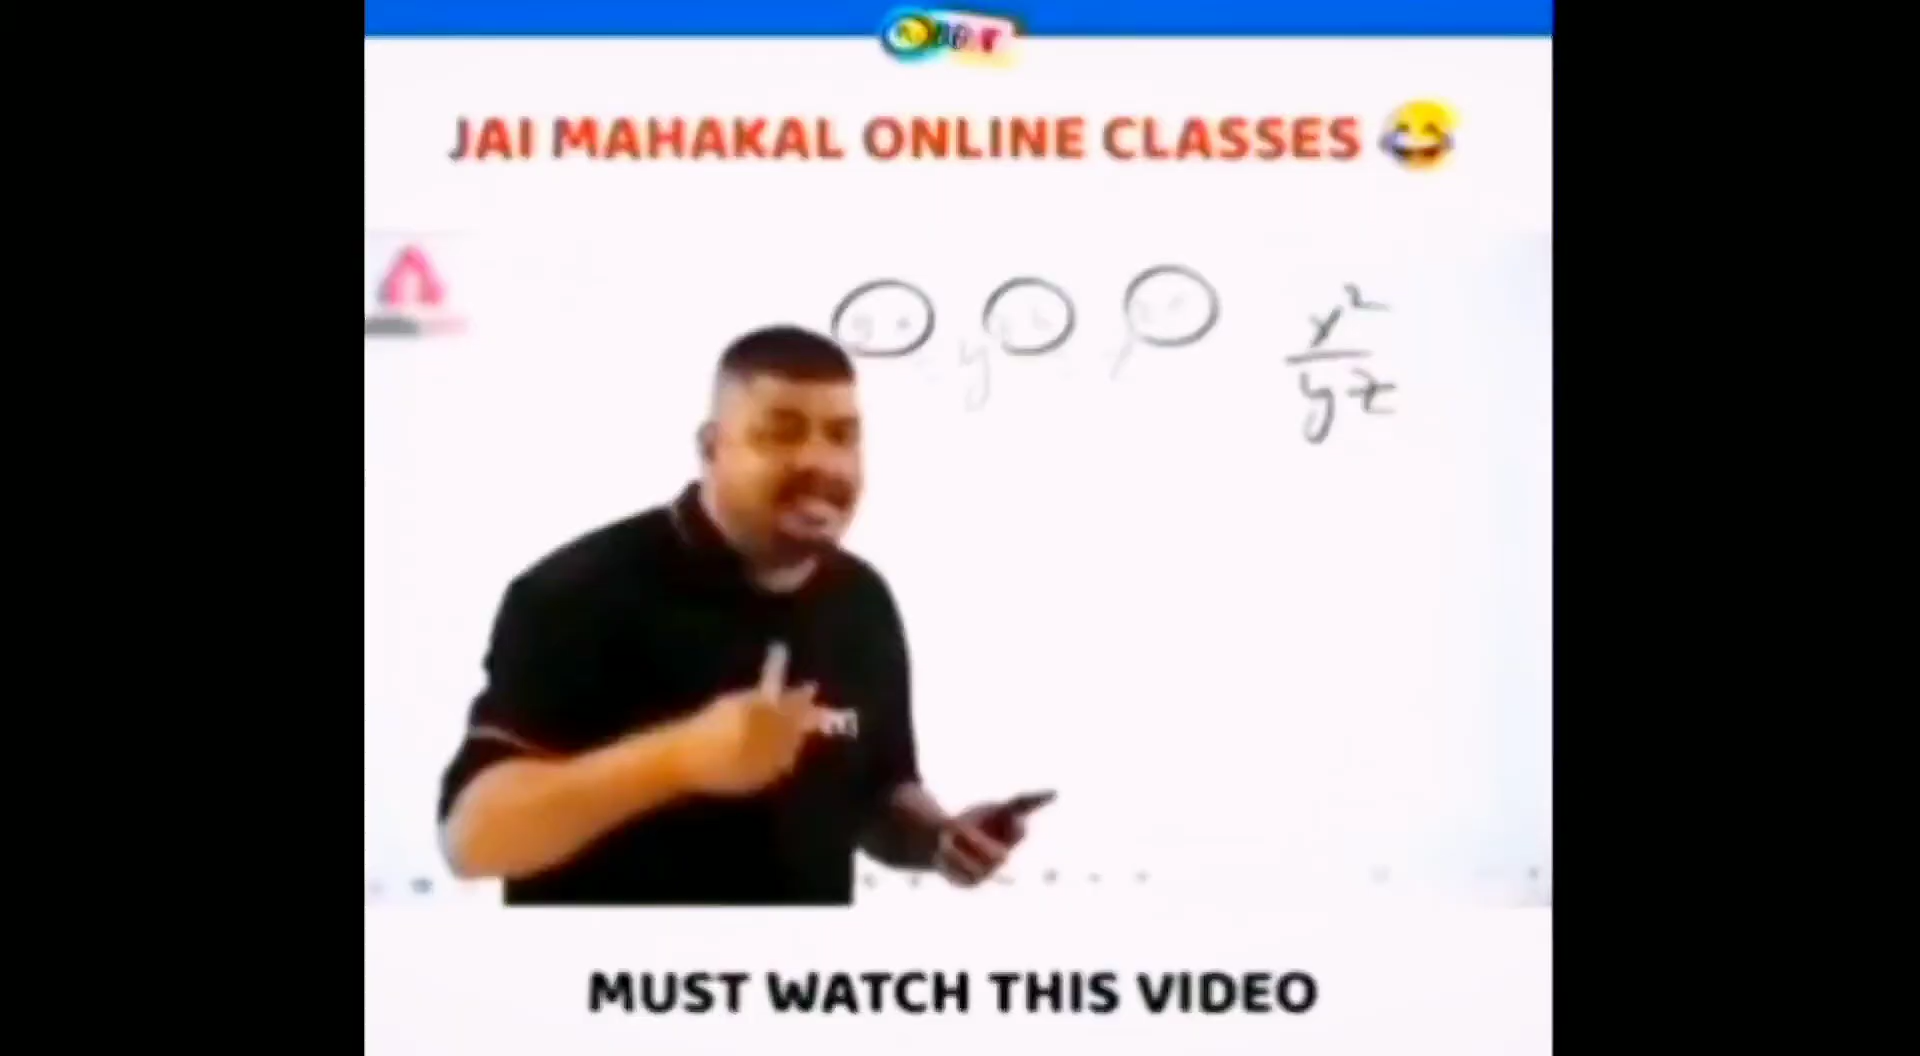 JAI MAHAKAL ONLINE CLASSES 😂
x²
yz
y
MUST WATCH THIS VIDEO